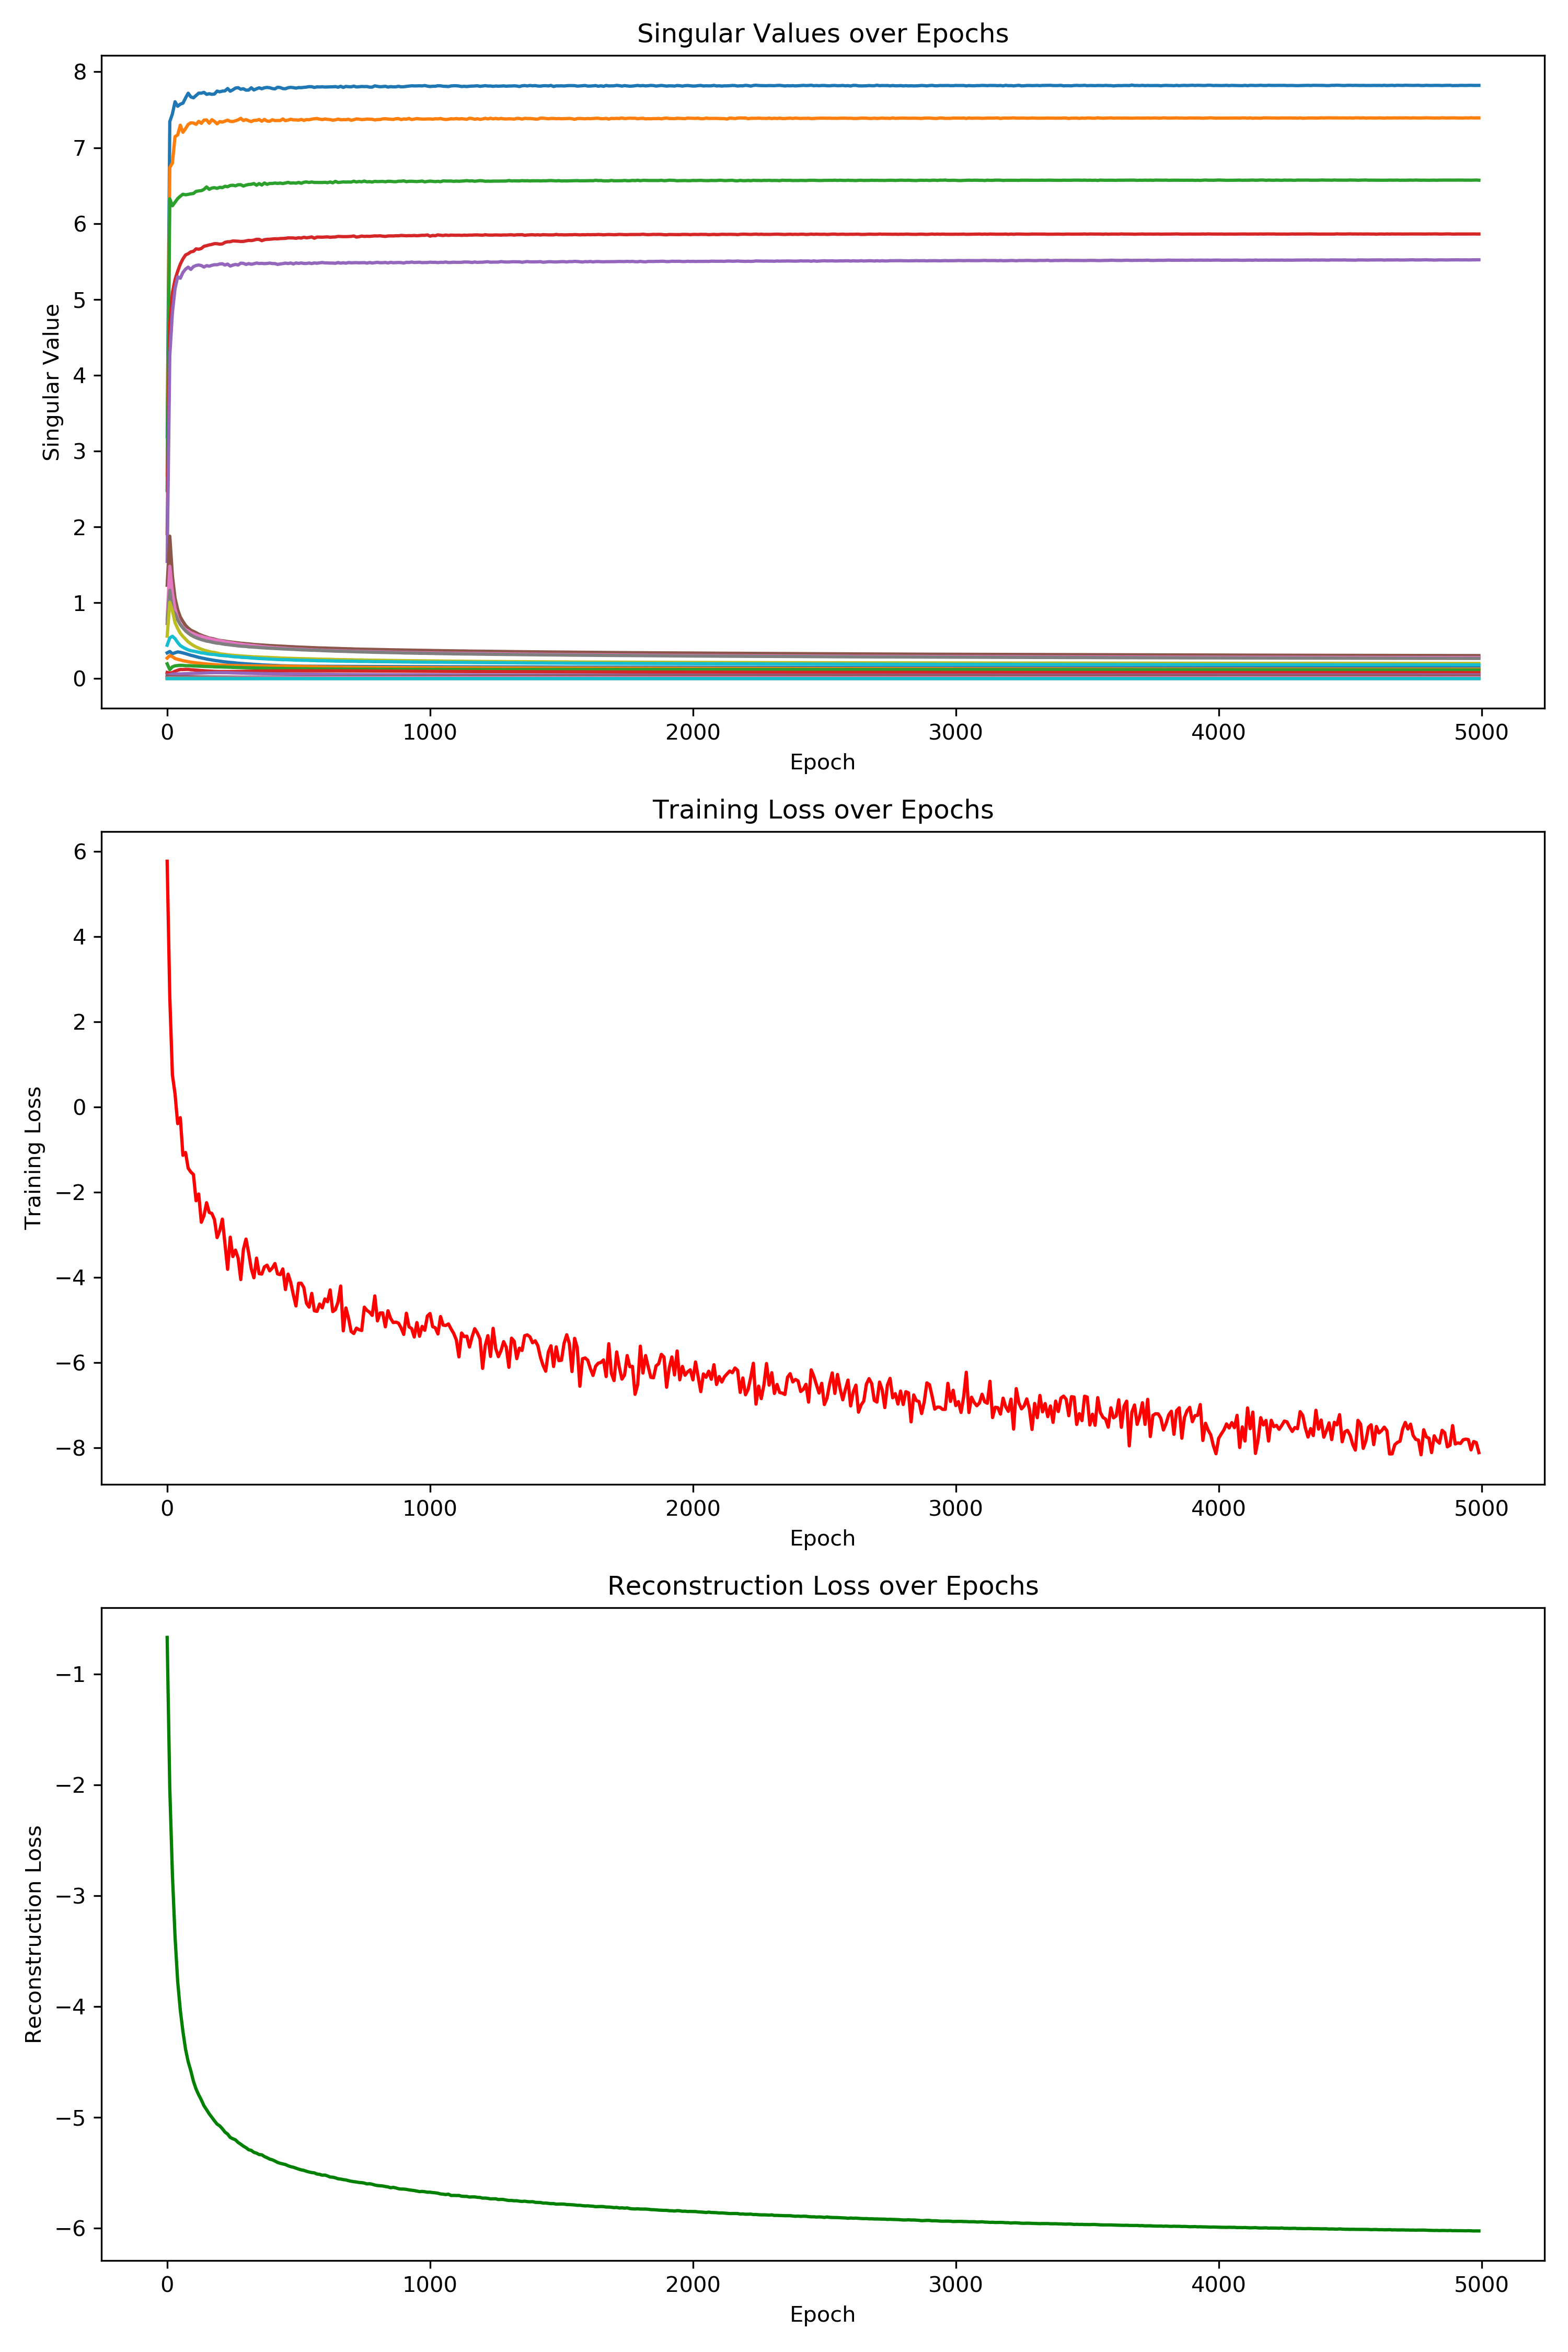 Singular Values over Epochs
8
7
6
5
4
3
2
1
0
Singular Value
0 1000 2000 3000 4000 5000
Epoch
Training Loss over Epochs
6
4
2
0
−2
−4
−6
−8
Training Loss
0 1000 2000 3000 4000 5000
Epoch
Reconstruction Loss over Epochs
−1
−2
−3
−4
−5
−6
Reconstruction Loss
0 1000 2000 3000 4000 5000
Epoch